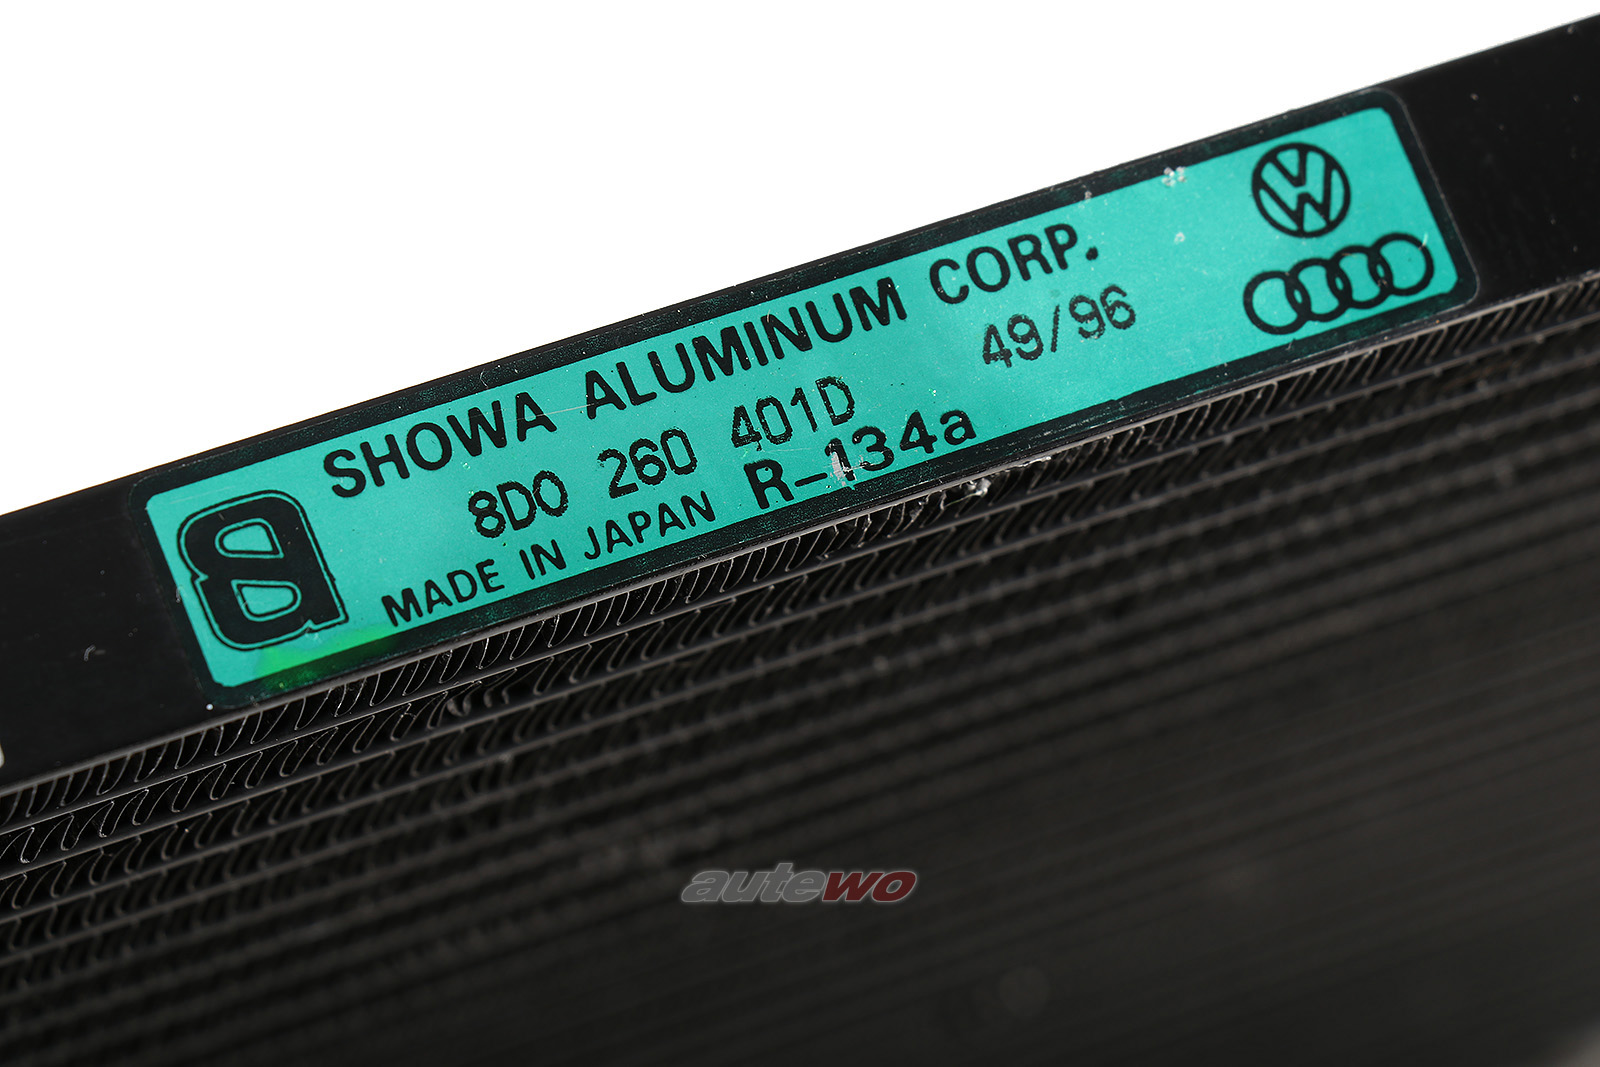 SHOWA ALUMINUM CORP.
8D0 260 401D 49/96
MADE IN JAPAN R-134a
autewo